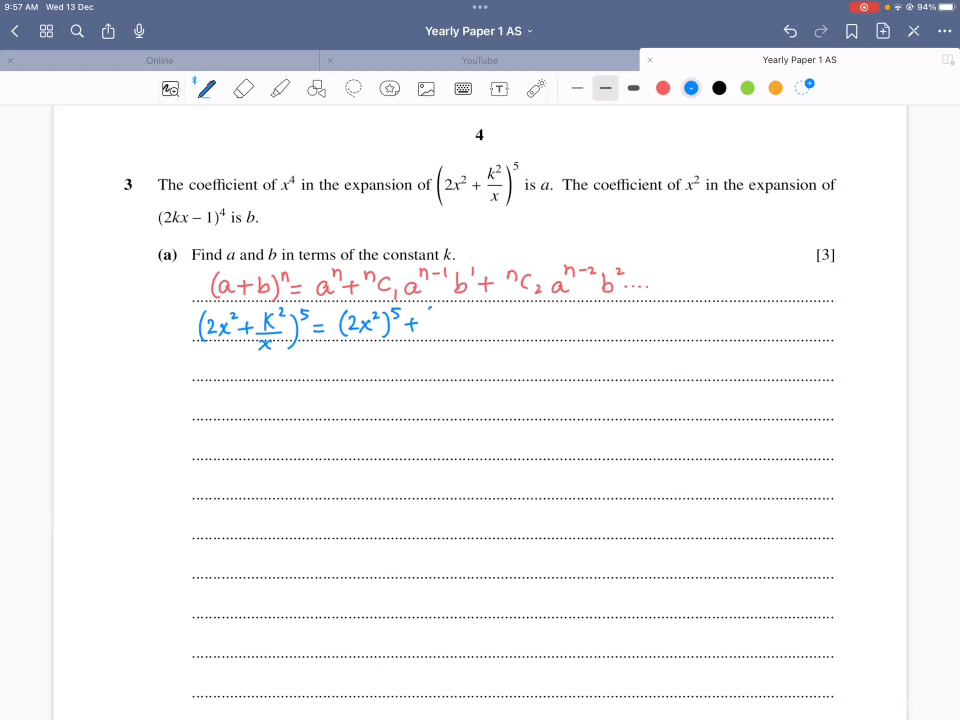 9:57 AM Wed 13 Dec
94%
Yearly Paper 1 AS
Online
YouTube
Yearly Paper 1 AS
4
3 The coefficient of x⁴ in the expansion of (2x² + k²/x)⁵ is a. The coefficient of x² in the expansion of
(2kx – 1)⁴ is b.
(a) Find a and b in terms of the constant k. [3]
(a+b)ⁿ = aⁿ + ⁿC₁ aⁿ⁻¹ b¹ + ⁿC₂ aⁿ⁻² b² ....
(2x² + K²/x)⁵ = (2x²)⁵ +